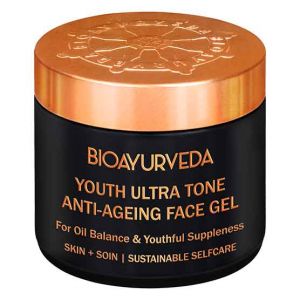 BIOAYURVEDA
YOUTH ULTRA TONE
ANTI-AGEING FACE GEL
For Oil Balance & Youthful Suppleness
SKIN + SOIN | SUSTAINABLE SELFCARE